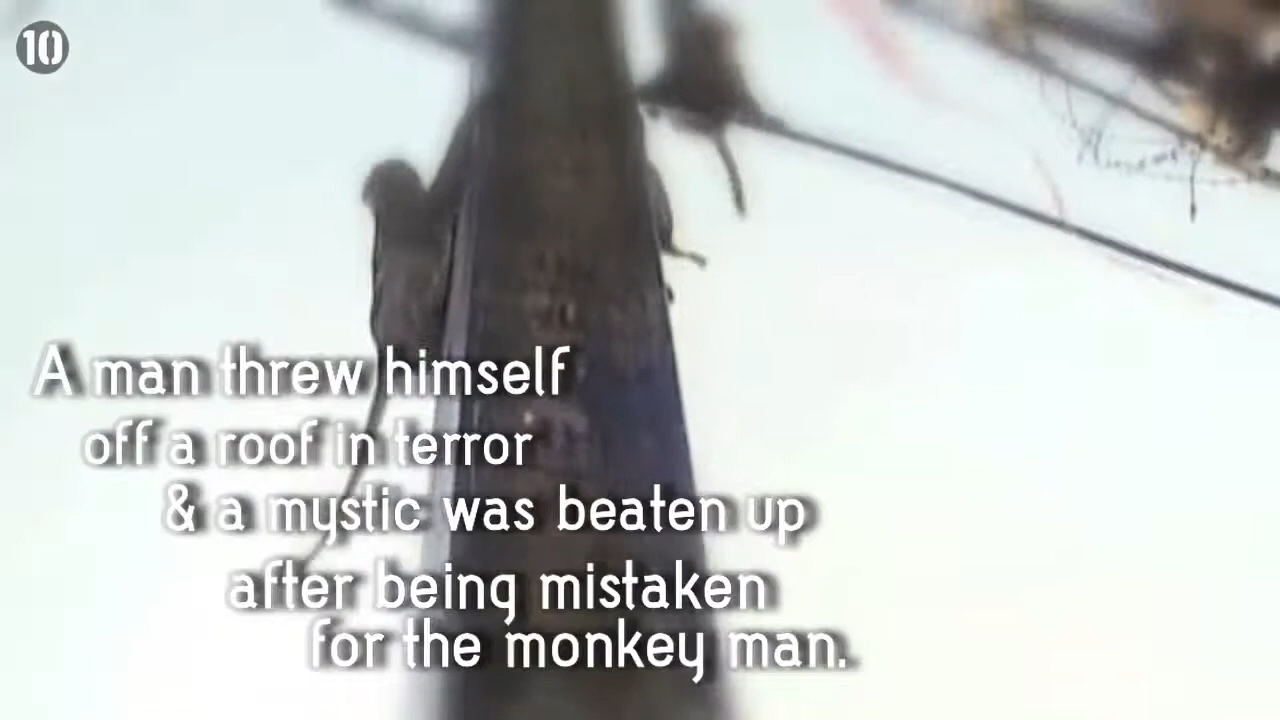 10
A man threw himself
off a roof in terror
& a mystic was beaten up
after being mistaken
for the monkey man.